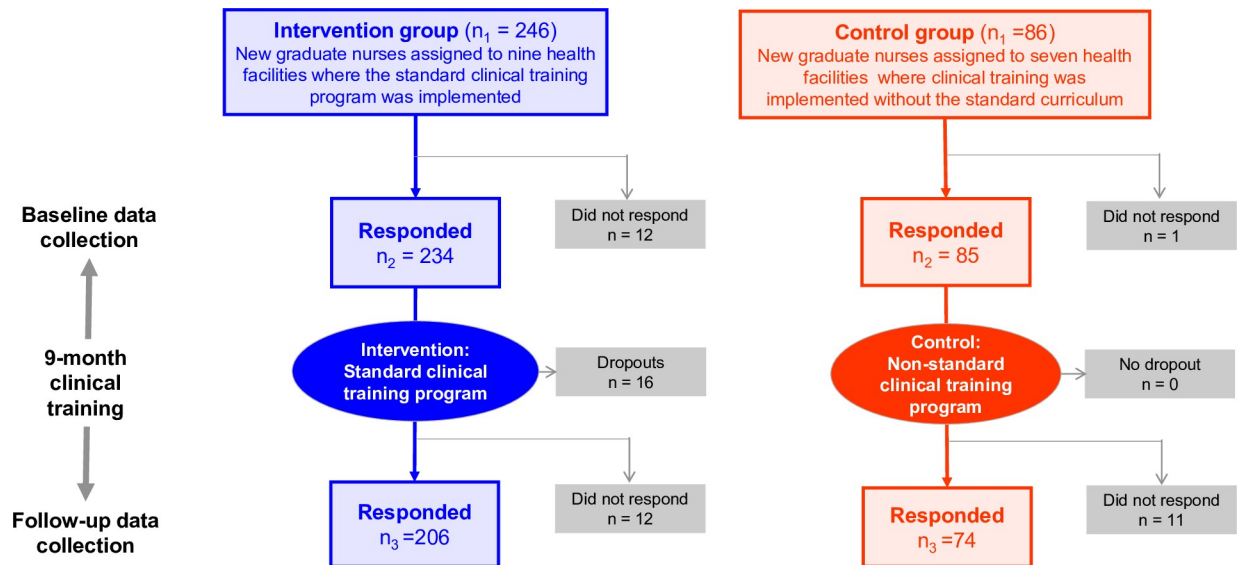 Intervention group (n₁ = 246)
New graduate nurses assigned to nine health
facilities where the standard clinical training
program was implemented
Control group (n₁ =86)
New graduate nurses assigned to seven health
facilities where clinical training was
implemented without the standard curriculum
Baseline data
collection
Responded
n₂ = 234
Did not respond
n = 12
Responded
n₂ = 85
Did not respond
n = 1
9-month
clinical
training
Intervention:
Standard clinical
training program
Dropouts
n = 16
Control:
Non-standard
clinical training
program
No dropout
n = 0
Follow-up data
collection
Responded
n₃ =206
Did not respond
n = 12
Responded
n₃ =74
Did not respond
n = 11